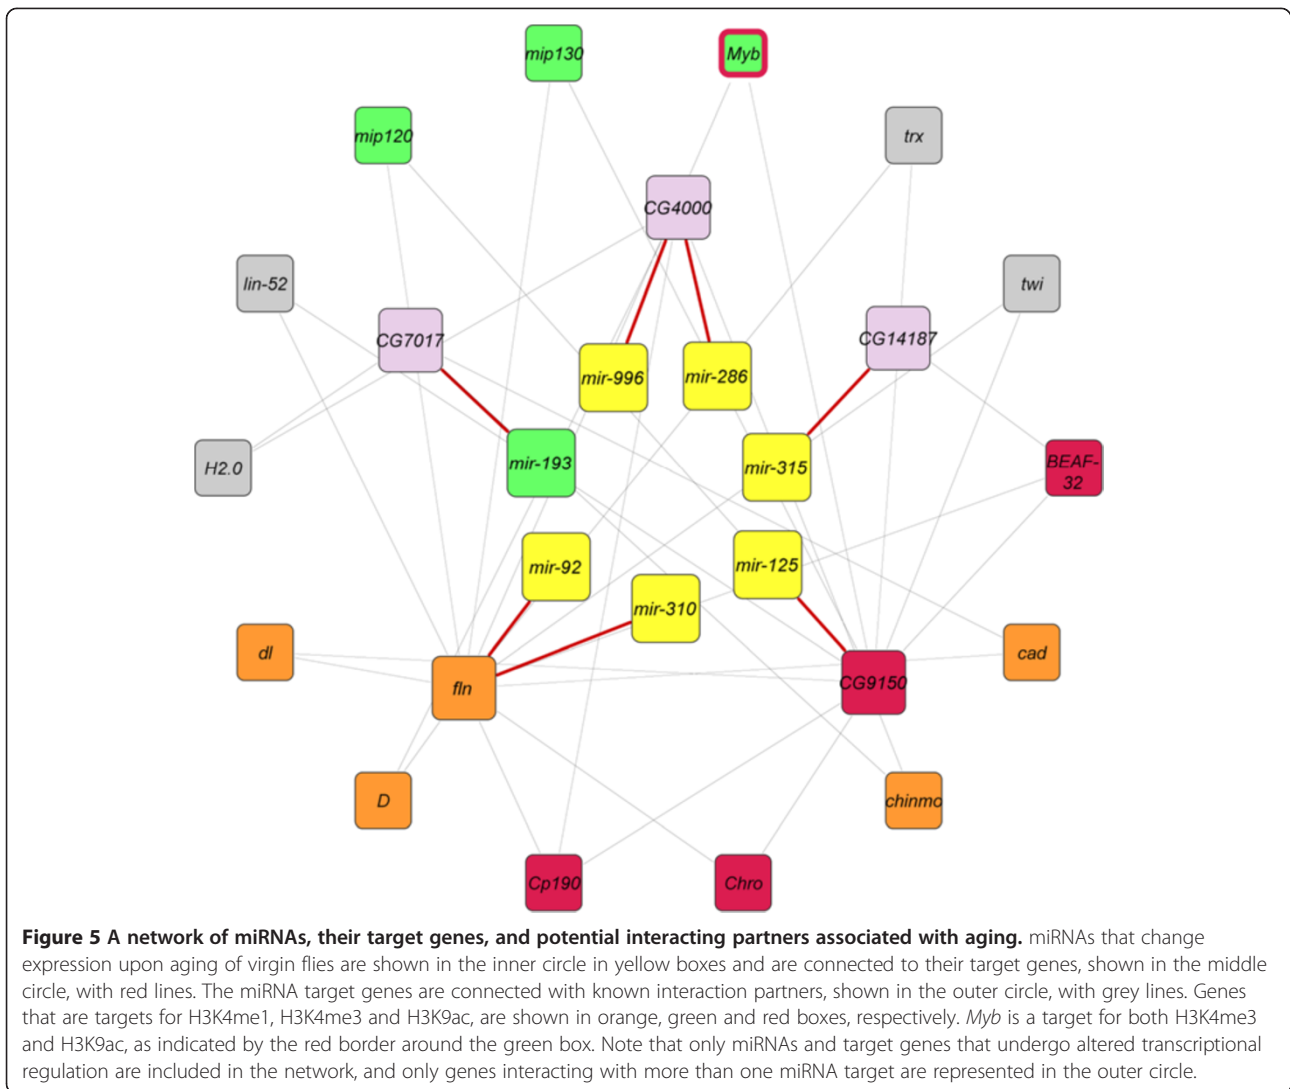 mip130
Myb
mip120
trx
CG4000
lin-52
twi
CG7017
CG14187
mir-996
mir-286
mir-193
mir-315
H2.0
BEAF-
32
mir-92
mir-125
mir-310
dl
cad
fln
CG9150
D
chinmo
Cp190
Chro
Figure 5 A network of miRNAs, their target genes, and potential interacting partners associated with aging. miRNAs that change
expression upon aging of virgin flies are shown in the inner circle in yellow boxes and are connected to their target genes, shown in the middle
circle, with red lines. The miRNA target genes are connected with known interaction partners, shown in the outer circle, with grey lines. Genes
that are targets for H3K4me1, H3K4me3 and H3K9ac, are shown in orange, green and red boxes, respectively. Myb is a target for both H3K4me3
and H3K9ac, as indicated by the red border around the green box. Note that only miRNAs and target genes that undergo altered transcriptional
regulation are included in the network, and only genes interacting with more than one miRNA target are represented in the outer circle.